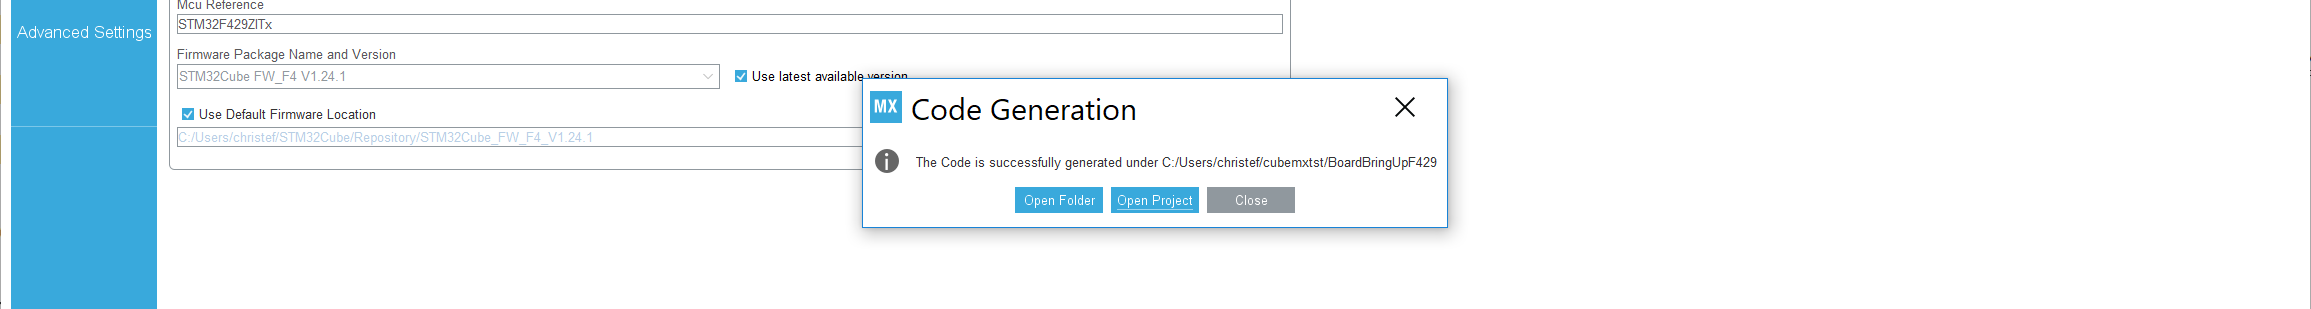 Mcu Reference
STM32F429ZITx
Advanced Settings
Firmware Package Name and Version
STM32Cube FW_F4 V1.24.1
Use latest available version
Use Default Firmware Location
C:/Users/christef/STM32Cube/Repository/STM32Cube_FW_F4_V1.24.1
MX Code Generation
The Code is successfully generated under C:/Users/christef/cubemxtst/BoardBringUpF429
Open Folder Open Project Close